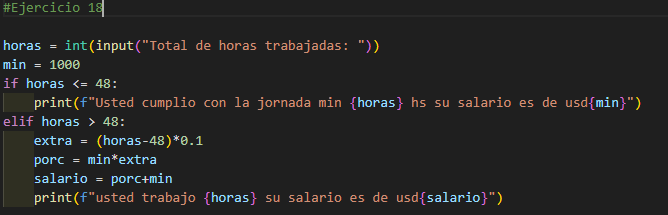 #Ejercicio 18
horas = int(input("Total de horas trabajadas: "))
min = 1000
if horas <= 48:
    print(f"Usted cumplio con la jornada min {horas} hs su salario es de usd{min}")
elif horas > 48:
    extra = (horas-48)*0.1
    porc = min*extra
    salario = porc+min
    print(f"usted trabajo {horas} su salario es de usd{salario}")